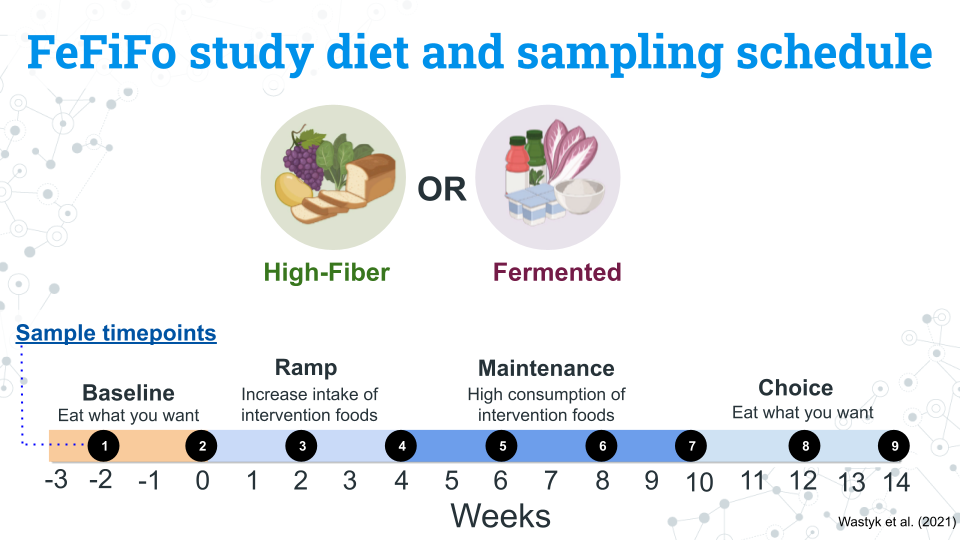 FeFiFo study diet and sampling schedule
OR
High-Fiber
Fermented
Sample timepoints
Baseline
Eat what you want
Ramp
Increase intake of
intervention foods
Maintenance
High consumption of
intervention foods
Choice
Eat what you want
1 2 3 4 5 6 7 8 9
-3 -2 -1 0 1 2 3 4 5 6 7 8 9 10 11 12 13 14
Weeks
Wastyk et al. (2021)